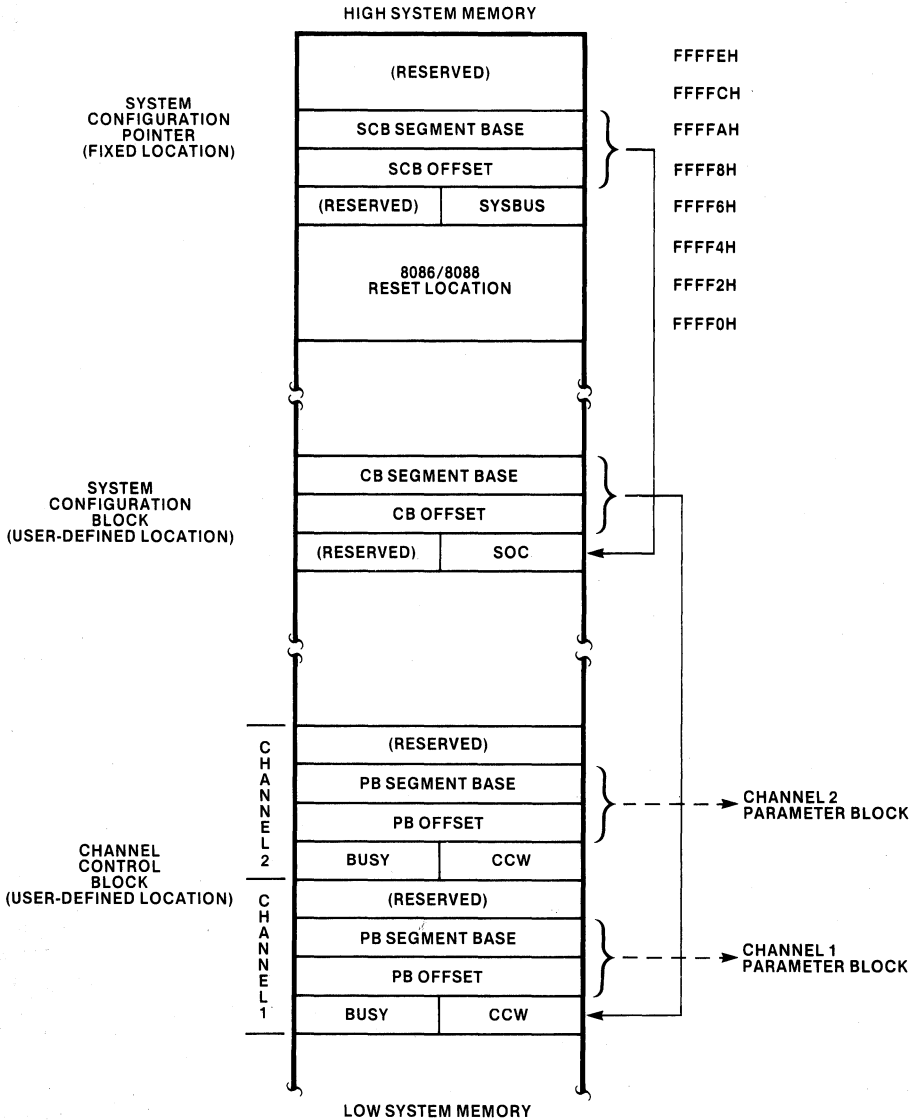 HIGH SYSTEM MEMORY
(RESERVED)
FFFFEH
FFFFCH
SYSTEM
CONFIGURATION
POINTER
(FIXED LOCATION)
SCB SEGMENT BASE
FFFFAH
SCB OFFSET
FFFF8H
(RESERVED)
SYSBUS
FFFF6H
8086/8088
RESET LOCATION
FFFF4H
FFFF2H
FFFF0H
SYSTEM
CONFIGURATION
BLOCK
(USER-DEFINED LOCATION)
CB SEGMENT BASE
CB OFFSET
(RESERVED)
SOC
CHANNEL 2
(RESERVED)
PB SEGMENT BASE
PB OFFSET
BUSY
CCW
CHANNEL 2
PARAMETER BLOCK
CHANNEL
CONTROL
BLOCK
(USER-DEFINED LOCATION)
CHANNEL 1
(RESERVED)
PB SEGMENT BASE
PB OFFSET
BUSY
CCW
CHANNEL 1
PARAMETER BLOCK
LOW SYSTEM MEMORY